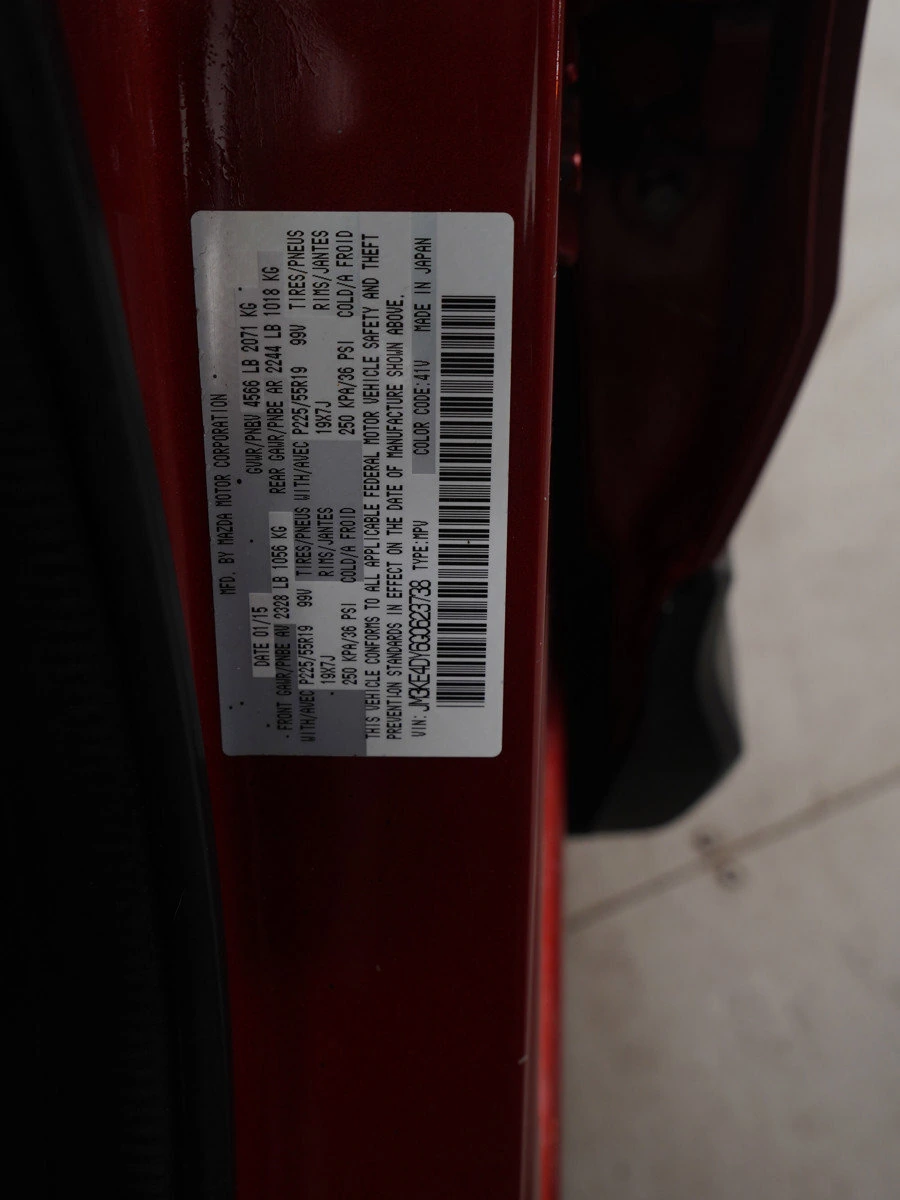 MFD. BY MAZDA MOTOR CORPORATION
DATE 01/15 GVWR/PNBV 4566 LB 2071 KG
FRONT GAWR/PNBE AV 2328 LB 1056 KG REAR GAWR/PNBE AR 2244 LB 1018 KG
WITH/AVEC P225/55R19 99V TIRES/PNEUS WITH/AVEC P225/55R19 99V TIRES/PNEUS
19X7J RIMS/JANTES 19X7J RIMS/JANTES
250 KPA/36 PSI COLD/A FROID 250 KPA/36 PSI COLD/A FROID
THIS VEHICLE CONFORMS TO ALL APPLICABLE FEDERAL MOTOR VEHICLE SAFETY AND THEFT
PREVENTION STANDARDS IN EFFECT ON THE DATE OF MANUFACTURE SHOWN ABOVE.
VIN: JM3KE4DY6G0623738 TYPE:MPV COLOR CODE:41V MADE IN JAPAN